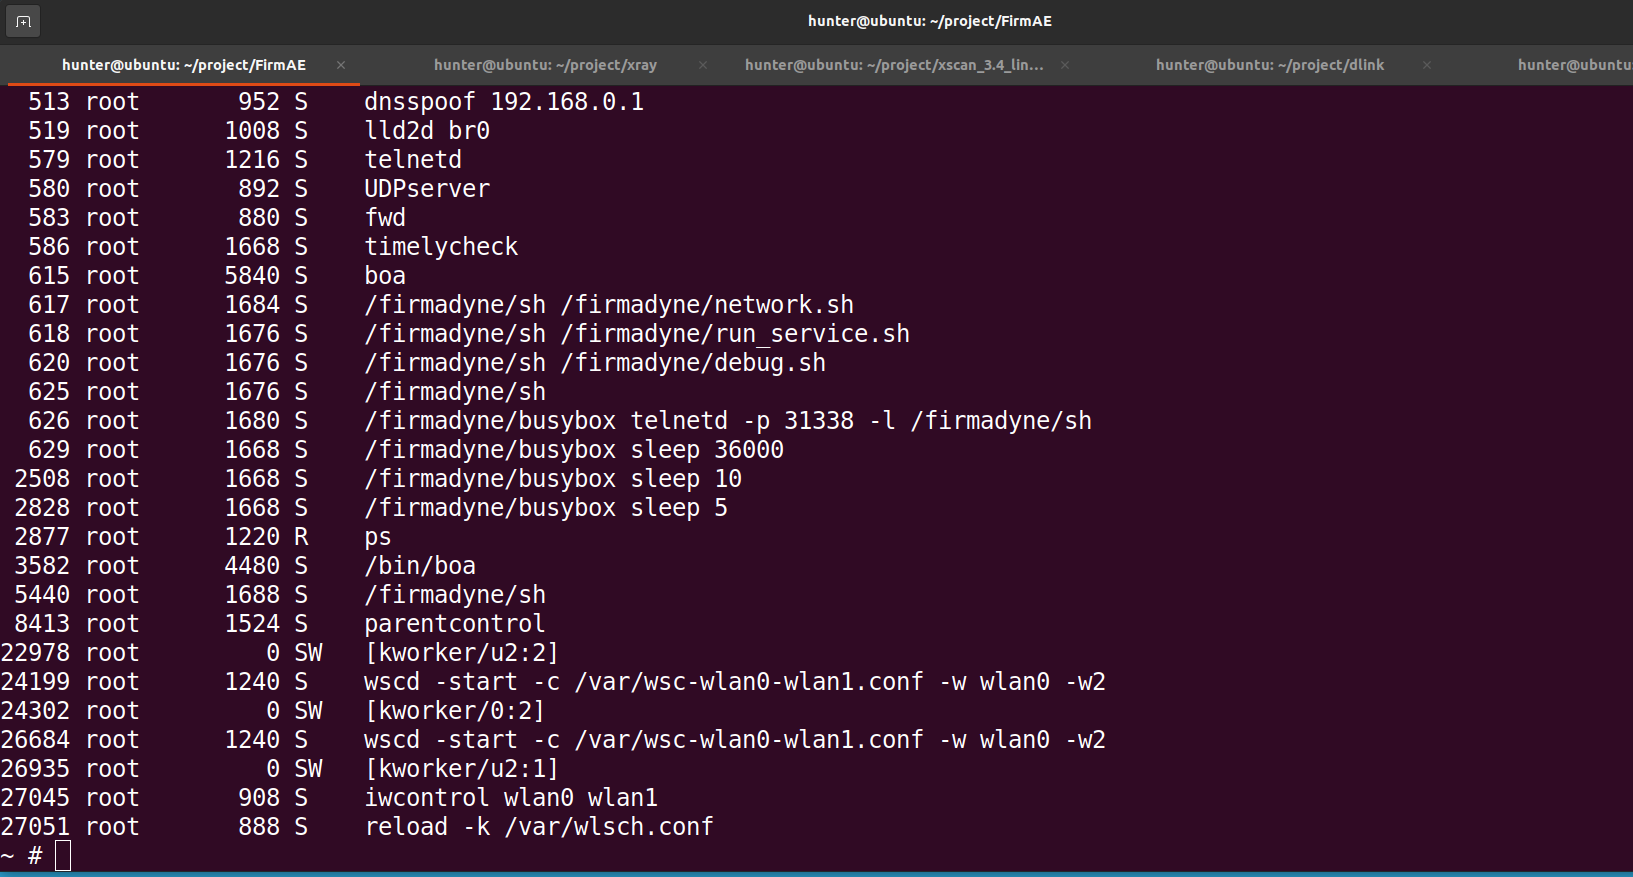 hunter@ubuntu: ~/project/FirmAE
hunter@ubuntu: ~/project/FirmAE × hunter@ubuntu: ~/project/xray × hunter@ubuntu: ~/project/xscan_3.4_lin... × hunter@ubuntu: ~/project/dlink × hunter@ubuntu:
513 root 952 S dnsspoof 192.168.0.1
519 root 1008 S lld2d br0
579 root 1216 S telnetd
580 root 892 S UDPserver
583 root 880 S fwd
586 root 1668 S timelycheck
615 root 5840 S boa
617 root 1684 S /firmadyne/sh /firmadyne/network.sh
618 root 1676 S /firmadyne/sh /firmadyne/run_service.sh
620 root 1676 S /firmadyne/sh /firmadyne/debug.sh
625 root 1676 S /firmadyne/sh
626 root 1680 S /firmadyne/busybox telnetd -p 31338 -l /firmadyne/sh
629 root 1668 S /firmadyne/busybox sleep 36000
2508 root 1668 S /firmadyne/busybox sleep 10
2828 root 1668 S /firmadyne/busybox sleep 5
2877 root 1220 R ps
3582 root 4480 S /bin/boa
5440 root 1688 S /firmadyne/sh
8413 root 1524 S parentcontrol
22978 root 0 SW [kworker/u2:2]
24199 root 1240 S wscd -start -c /var/wsc-wlan0-wlan1.conf -w wlan0 -w2
24302 root 0 SW [kworker/0:2]
26684 root 1240 S wscd -start -c /var/wsc-wlan0-wlan1.conf -w wlan0 -w2
26935 root 0 SW [kworker/u2:1]
27045 root 908 S iwcontrol wlan0 wlan1
27051 root 888 S reload -k /var/wlsch.conf
~ #